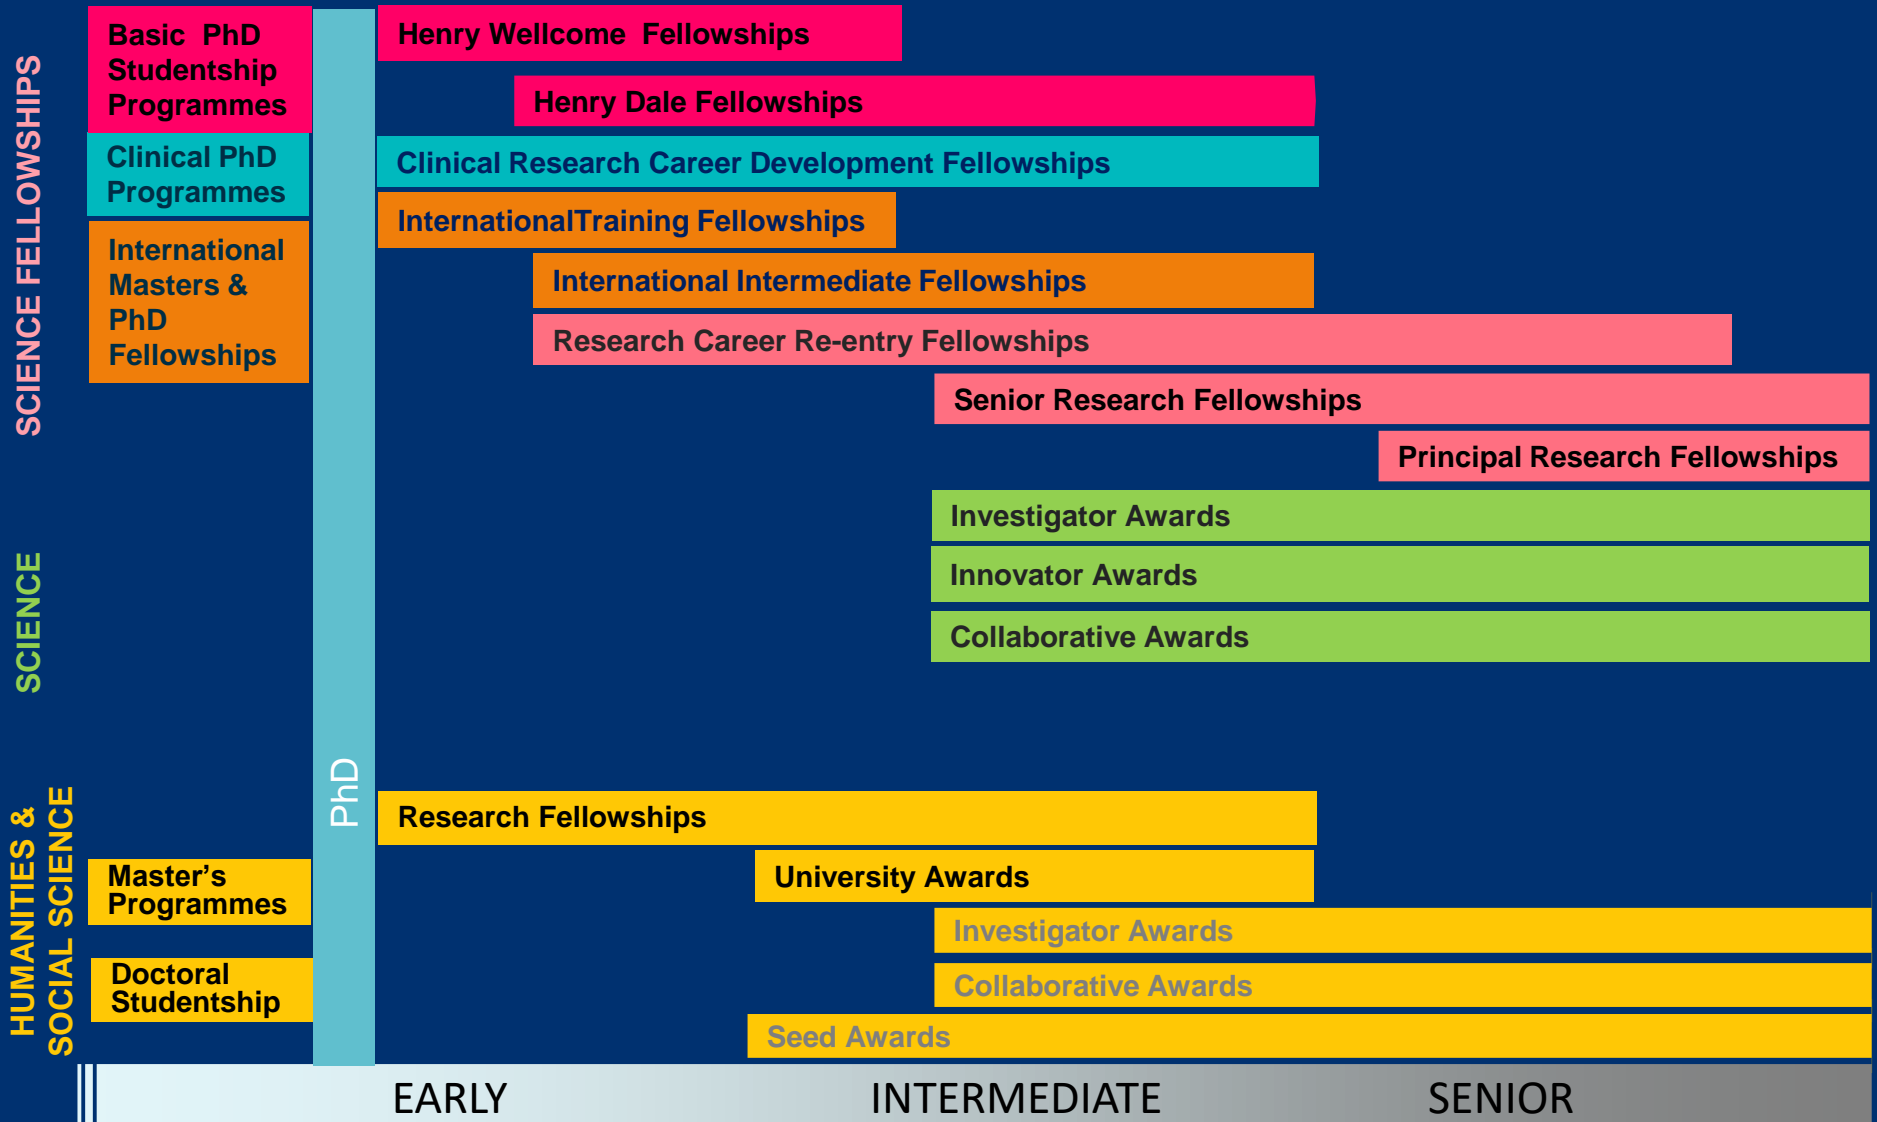 SCIENCE FELLOWSHIPS
Basic PhD
Studentship
Programmes
Clinical PhD
Programmes
International
Masters &
PhD
Fellowships
Henry Wellcome Fellowships
Henry Dale Fellowships
Clinical Research Career Development Fellowships
InternationalTraining Fellowships
International Intermediate Fellowships
Research Career Re-entry Fellowships
Senior Research Fellowships
Principal Research Fellowships
SCIENCE
Investigator Awards
Innovator Awards
Collaborative Awards
PhD
HUMANITIES &
SOCIAL SCIENCE
Master’s
Programmes
Doctoral
Studentship
Research Fellowships
University Awards
Investigator Awards
Collaborative Awards
Seed Awards
EARLY
INTERMEDIATE
SENIOR